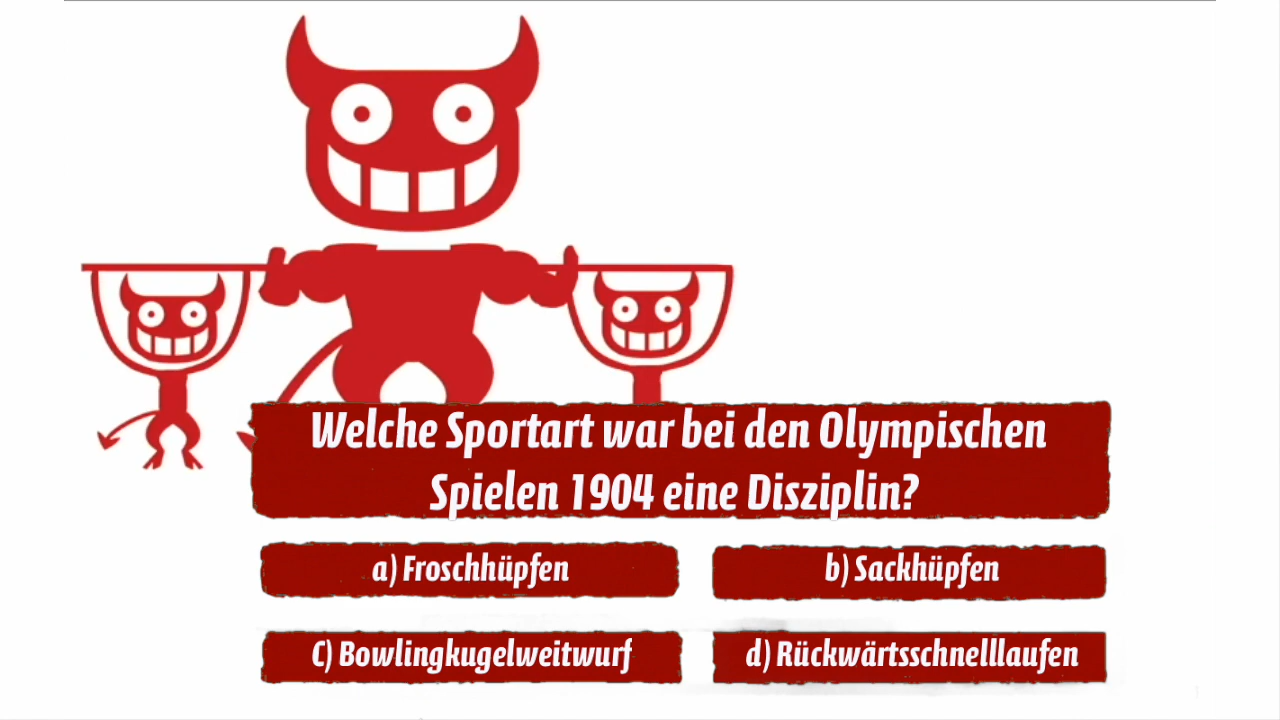 Welche Sportart war bei den Olympischen
Spielen 1904 eine Disziplin?
a) Froschhüpfen
b) Sackhüpfen
C) Bowlingkugelweitwurf
d) Rückwärtsschnelllaufen